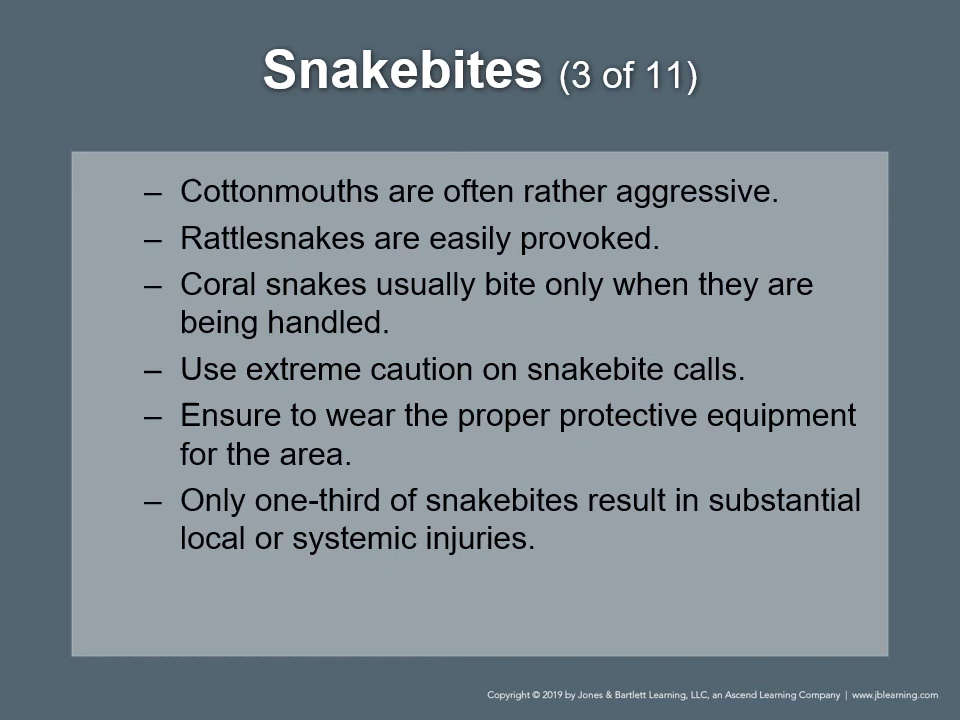 Snakebites (3 of 11)
– Cottonmouths are often rather aggressive.
– Rattlesnakes are easily provoked.
– Coral snakes usually bite only when they are
being handled.
– Use extreme caution on snakebite calls.
– Ensure to wear the proper protective equipment
for the area.
– Only one-third of snakebites result in substantial
local or systemic injuries.
Copyright © 2019 by Jones & Bartlett Learning, LLC, an Ascend Learning Company | www.jblearning.com